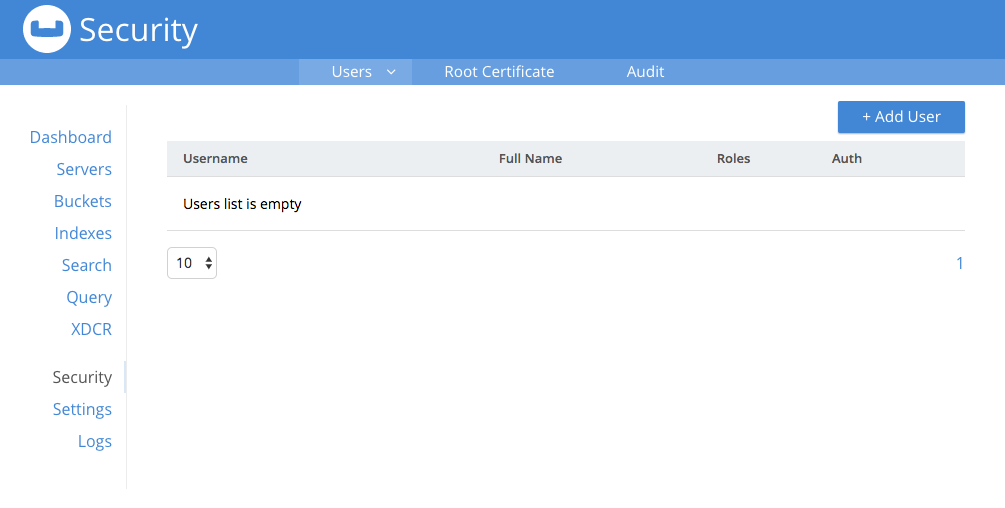 Security
Users Root Certificate Audit
+ Add User
Dashboard
Servers
Buckets
Indexes
Search
Query
XDCR
Security
Settings
Logs
Username Full Name Roles Auth
Users list is empty
10 1